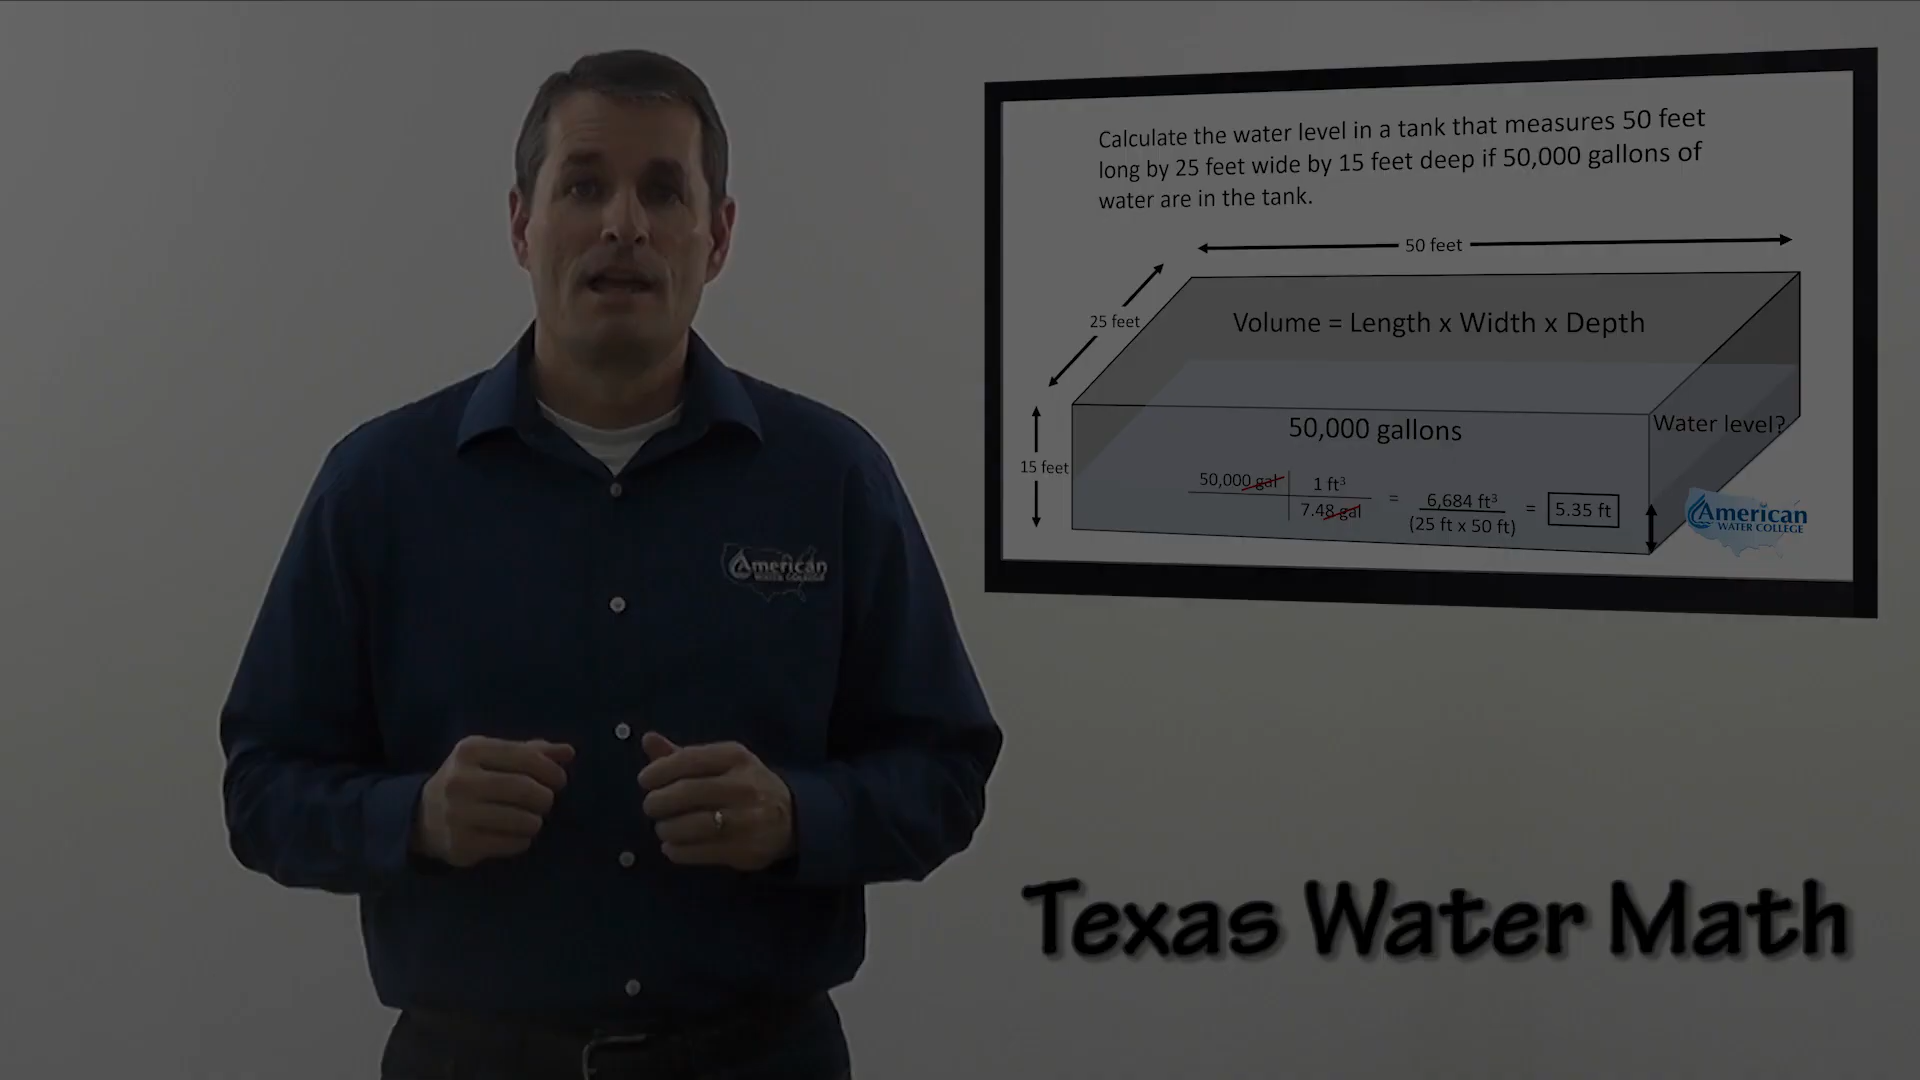 Calculate the water level in a tank that measures 50 feet
long by 25 feet wide by 15 feet deep if 50,000 gallons of
water are in the tank.
50 feet
25 feet
Volume = Length x Width x Depth
50,000 gallons
Water level?
15 feet
50,000 gal
1 ft³
7.48 gal
=
6,684 ft³
(25 ft x 50 ft)
=
5.35 ft
American
WATER COLLEGE
American
WATER COLLEGE
Texas Water Math